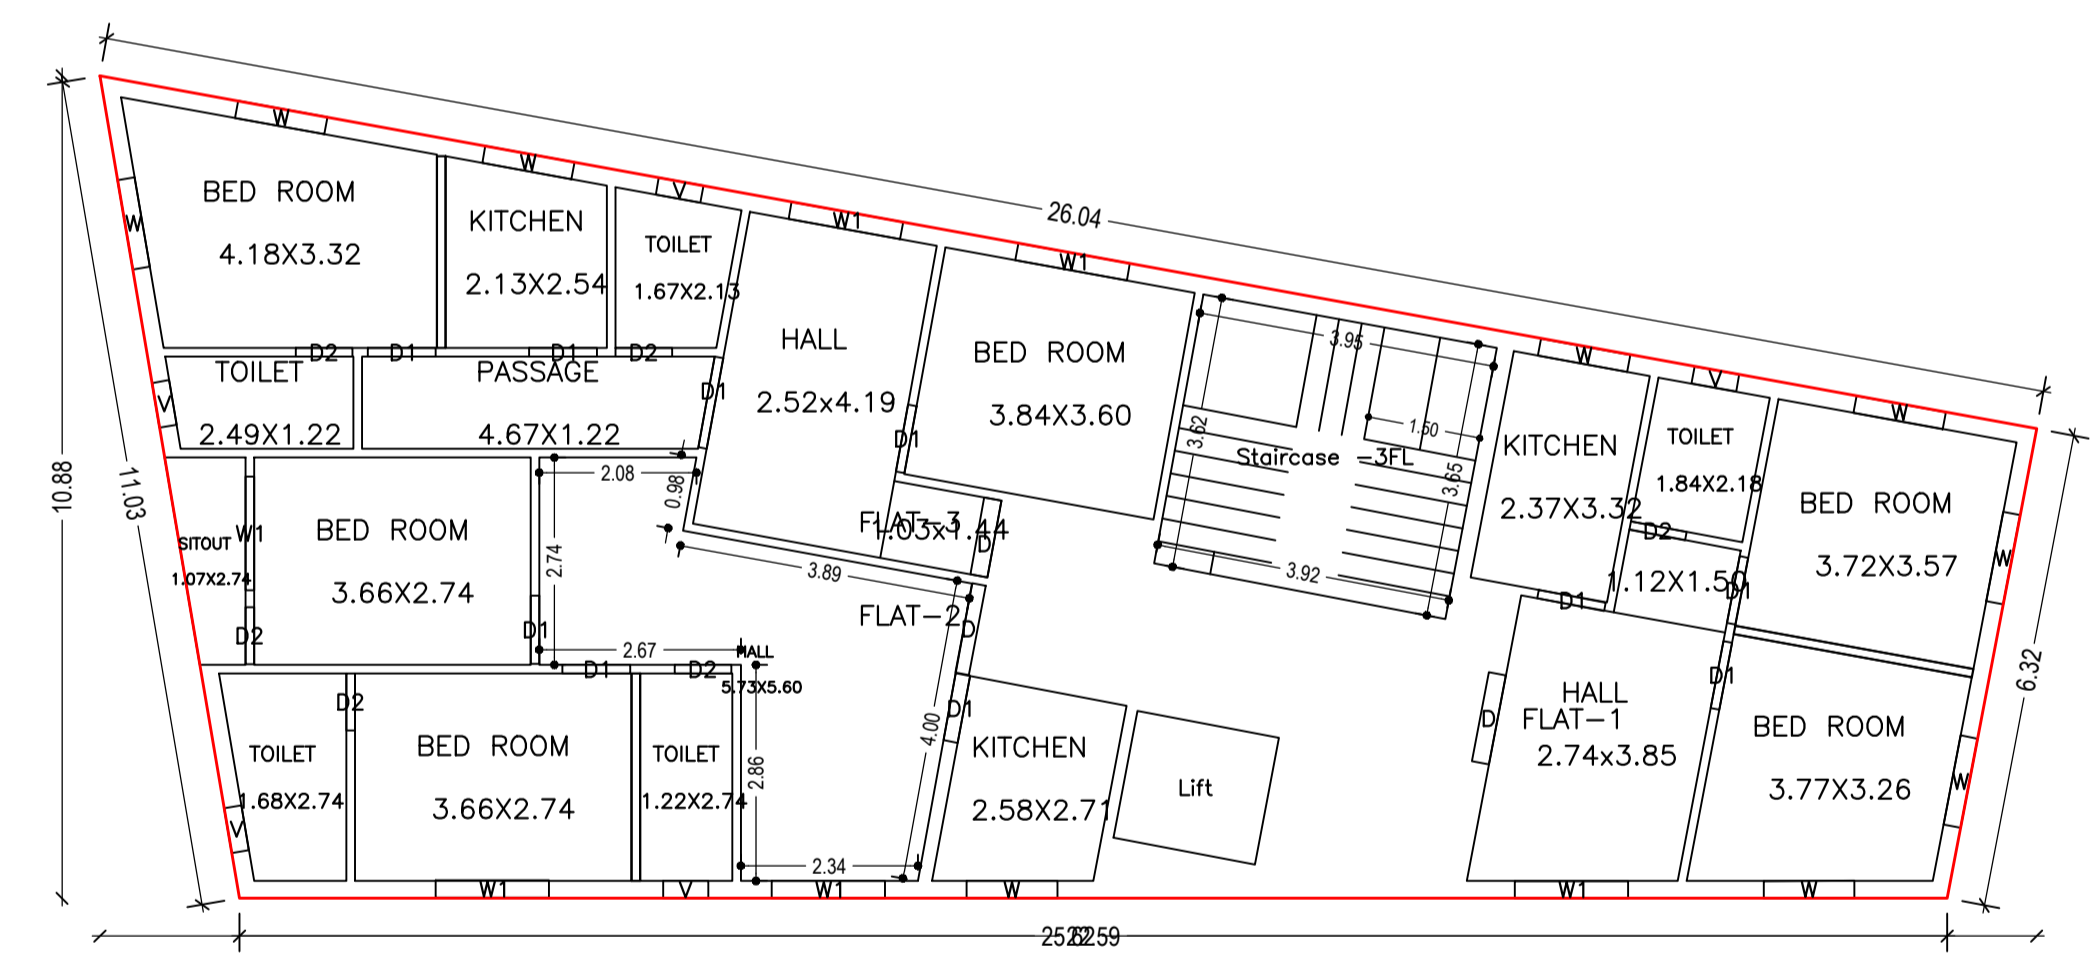 26.04
10.88
11.03
6.32
W
W
V
W1
W1
W
V
W
W
BED ROOM
4.18X3.32
KITCHEN
2.13X2.54
TOILET
1.67X2.13
HALL
2.52x4.19
BED ROOM
3.84X3.60
3.95
3.62
1.50
3.65
Staircase -3FL
3.92
KITCHEN
2.37X3.32
TOILET
1.84X2.18
BED ROOM
3.72X3.57
W
D2
D1
D1
D2
V
TOILET
2.49X1.22
PASSAGE
4.67X1.22
D1
D1
2.08
0.98
SITOUT
1.07X2.74
W1
D2
BED ROOM
3.66X2.74
D1
2.74
FLAT-3
1.03x1.44
D
3.89
FLAT-2
D
2.67
HALL
5.73X5.60
D1
D2
D2
1.12X1.50
D1
D1
D1
HALL
FLAT-1
2.74x3.85
D
BED ROOM
3.77X3.26
W
TOILET
1.68X2.74
D2
V
BED ROOM
3.66X2.74
TOILET
1.22X2.74
2.86
4.00
D1
2.34
KITCHEN
2.58X2.71
Lift
W1
V
W1
W
W1
W